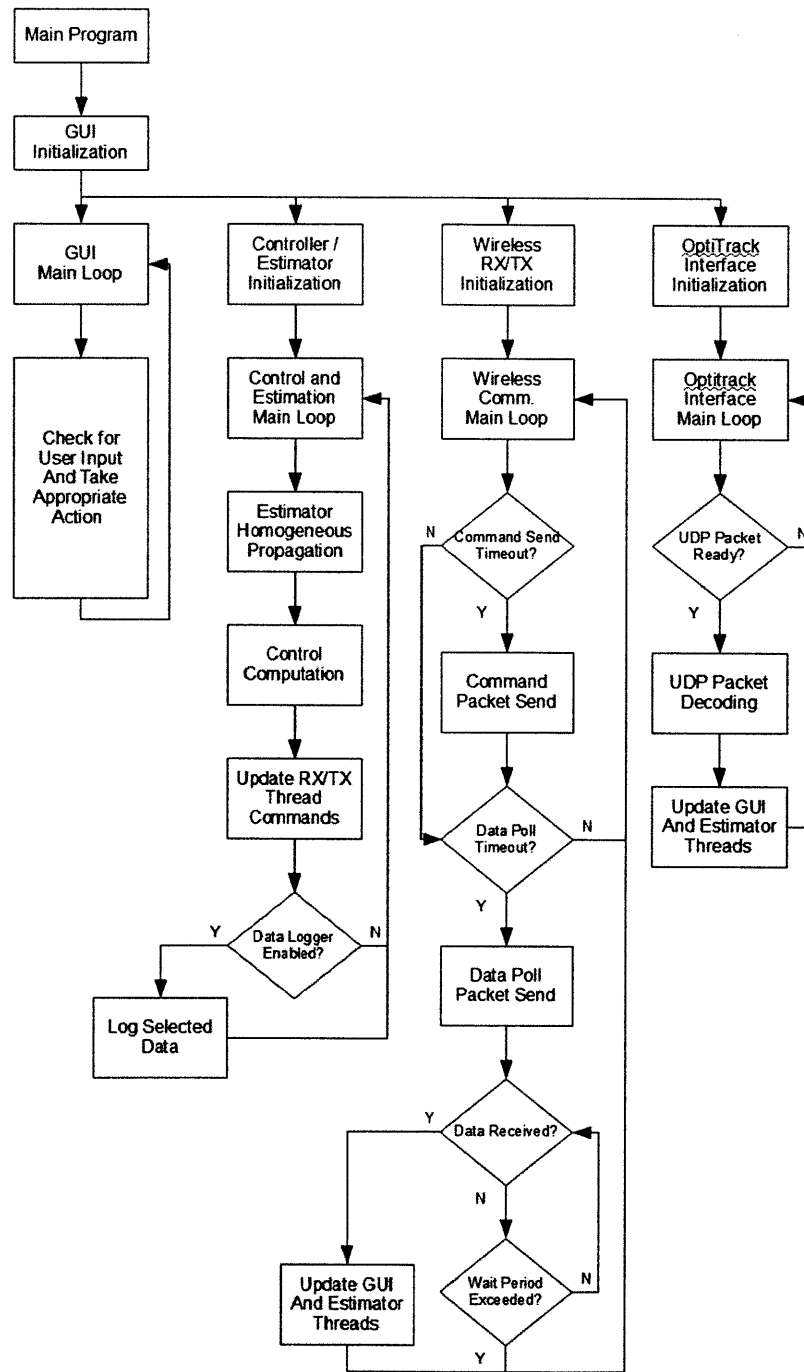 Main Program
GUI
Initialization
GUI
Main Loop
Check for
User Input
And Take
Appropriate
Action
Controller /
Estimator
Initialization
Control and
Estimation
Main Loop
Estimator
Homogeneous
Propagation
Control
Computation
Update RX/TX
Thread
Commands
Data Logger
Enabled?
Y
N
Log Selected
Data
Wireless
RX/TX
Initialization
Wireless
Comm.
Main Loop
Command Send
Timeout?
N
Y
Command
Packet Send
Data Poll
Timeout?
N
Y
Data Poll
Packet Send
Data Received?
Y
N
Update GUI
And Estimator
Threads
Wait Period
Exceeded?
N
Y
OptiTrack
Interface
Initialization
Optitrack
Interface
Main Loop
UDP Packet
Ready?
N
Y
UDP Packet
Decoding
Update GUI
And Estimator
Threads